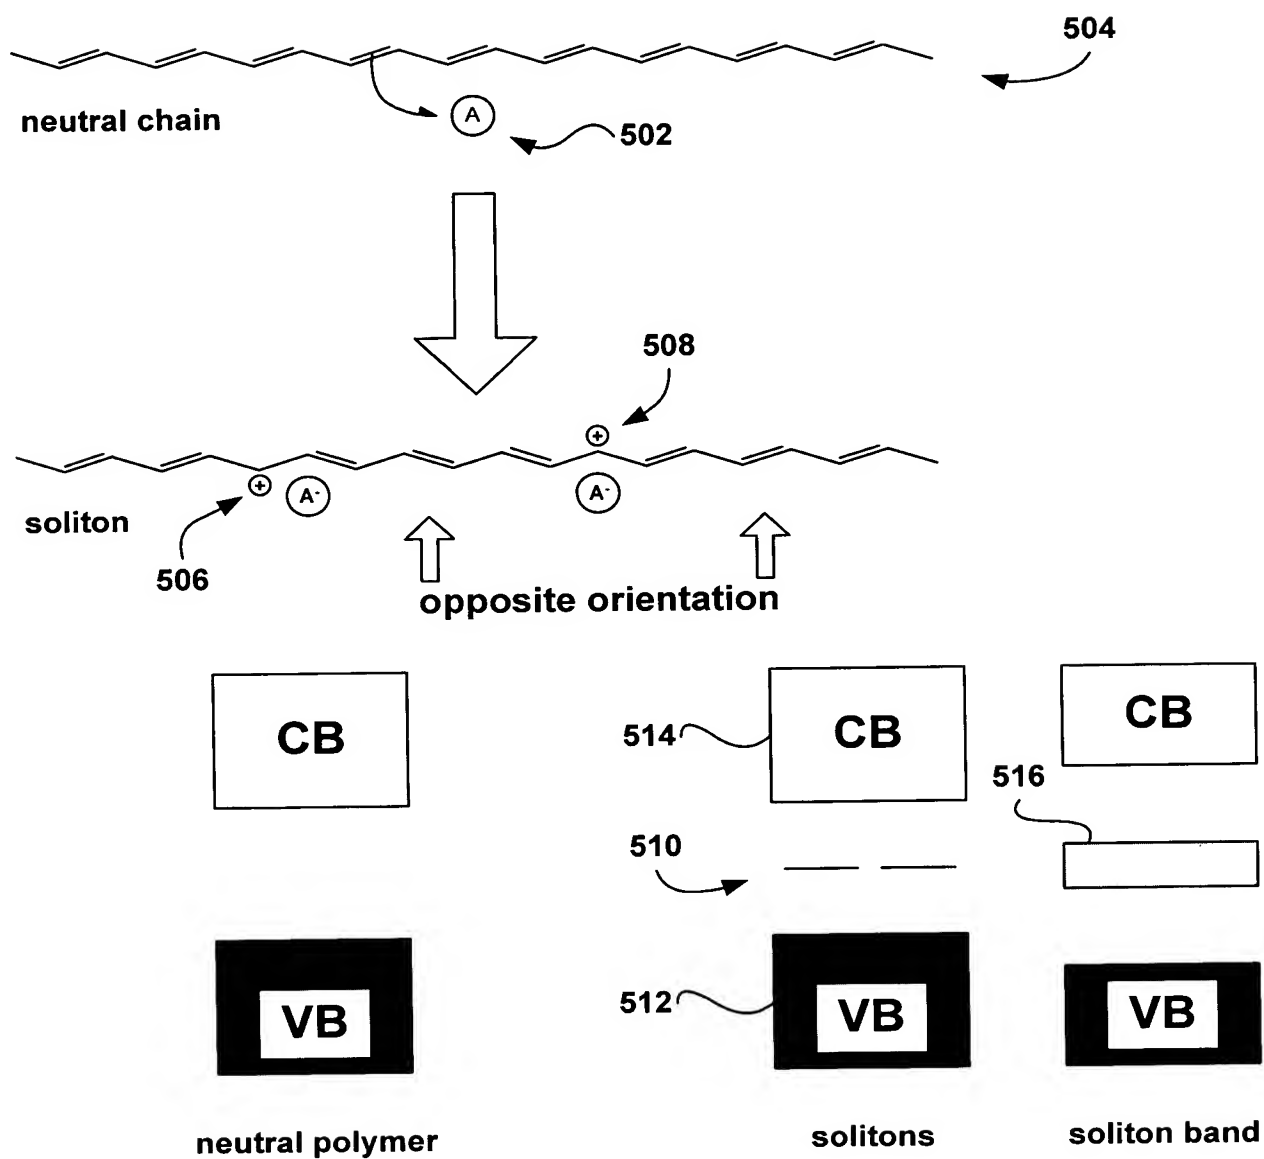 504
neutral chain
A
502
508
+
+
A-
A-
soliton
506
opposite orientation
CB
514
CB
CB
516
510
VB
512
VB
VB
neutral polymer
solitons
soliton band